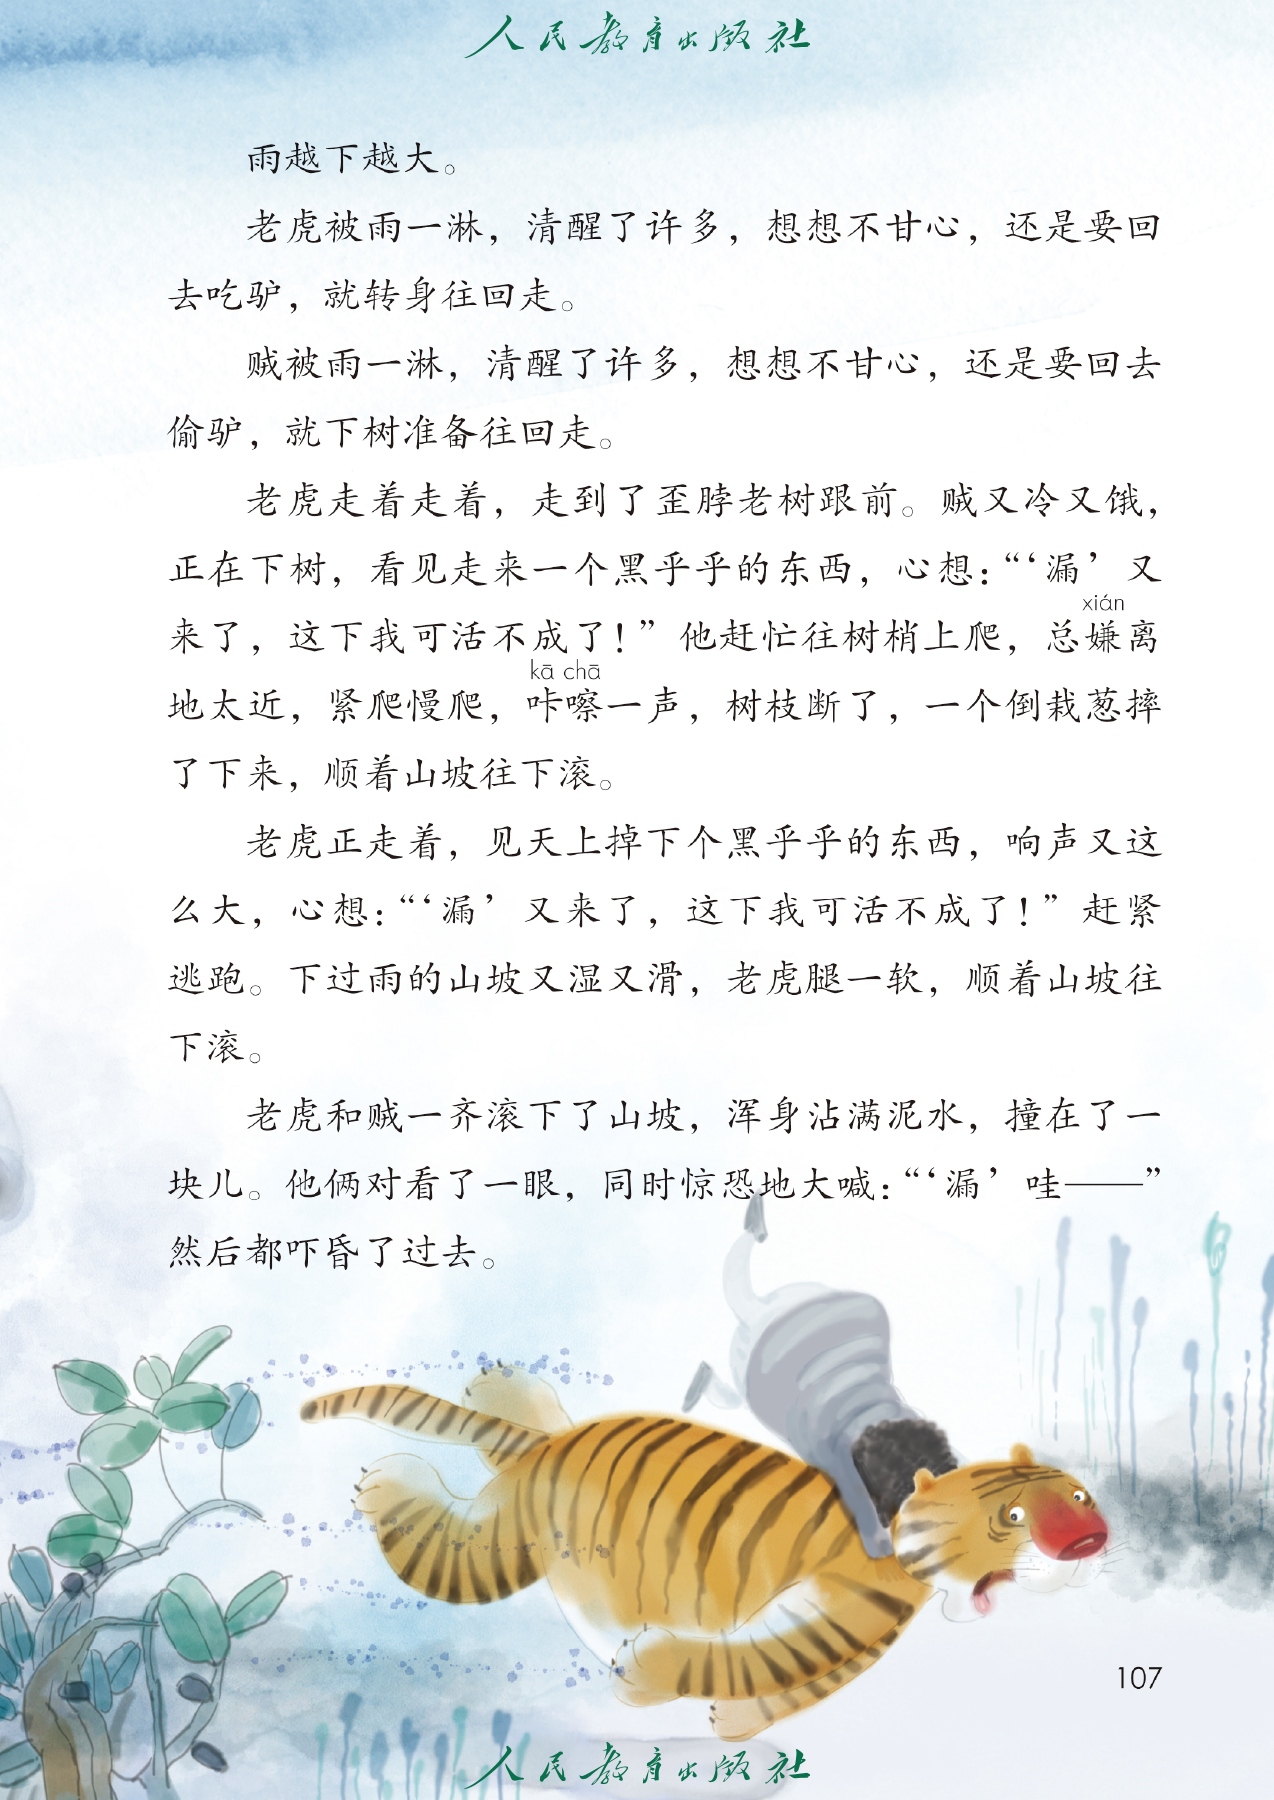 人民教育出版社
雨越下越大。
老虎被雨一淋，清醒了许多，想想不甘心，还是要回
去吃驴，就转身往回走。
贼被雨一淋，清醒了许多，想想不甘心，还是要回去
偷驴，就下树准备往回走。
老虎走着走着，走到了歪脖老树跟前。贼又冷又饿，
正在下树，看见走来一个黑乎乎的东西，心想：“‘漏’又
xián
来了，这下我可活不成了！”他赶忙往树梢上爬，总嫌离
kā chā
地太近，紧爬慢爬，咔嚓一声，树枝断了，一个倒栽葱摔
了下来，顺着山坡往下滚。
老虎正走着，见天上掉下个黑乎乎的东西，响声又这
么大，心想：“‘漏’又来了，这下我可活不成了！”赶紧
逃跑。下过雨的山坡又湿又滑，老虎腿一软，顺着山坡往
下滚。
老虎和贼一齐滚下了山坡，浑身沾满泥水，撞在了一
块儿。他俩对看了一眼，同时惊恐地大喊：“‘漏’哇——”
然后都吓昏了过去。
107
人民教育出版社